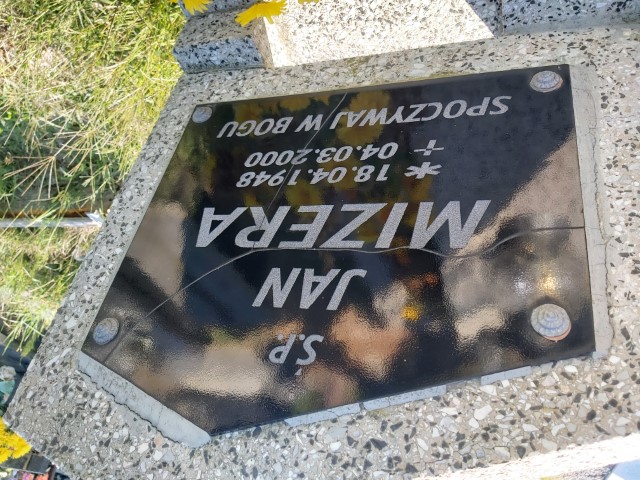 Ś.P
JAN
MIZERA
* 18.04.1948
+ 04.03.2000
SPOCZYWAJ W BOGU